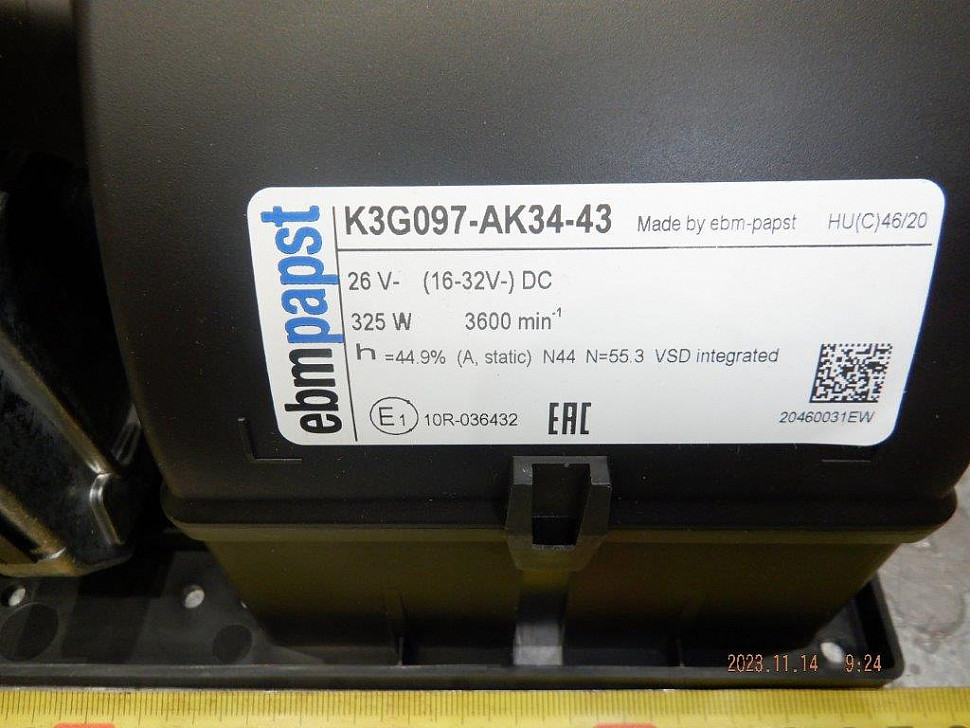 ebmpapst
K3G097-AK34-43 Made by ebm-papst HU(C)46/20
26 V- (16-32V-) DC
325 W 3600 min-1
h =44.9% (A, static) N44 N=55.3 VSD integrated
E1 10R-036432 EAC
20460031EW
2023.11.14 9:24